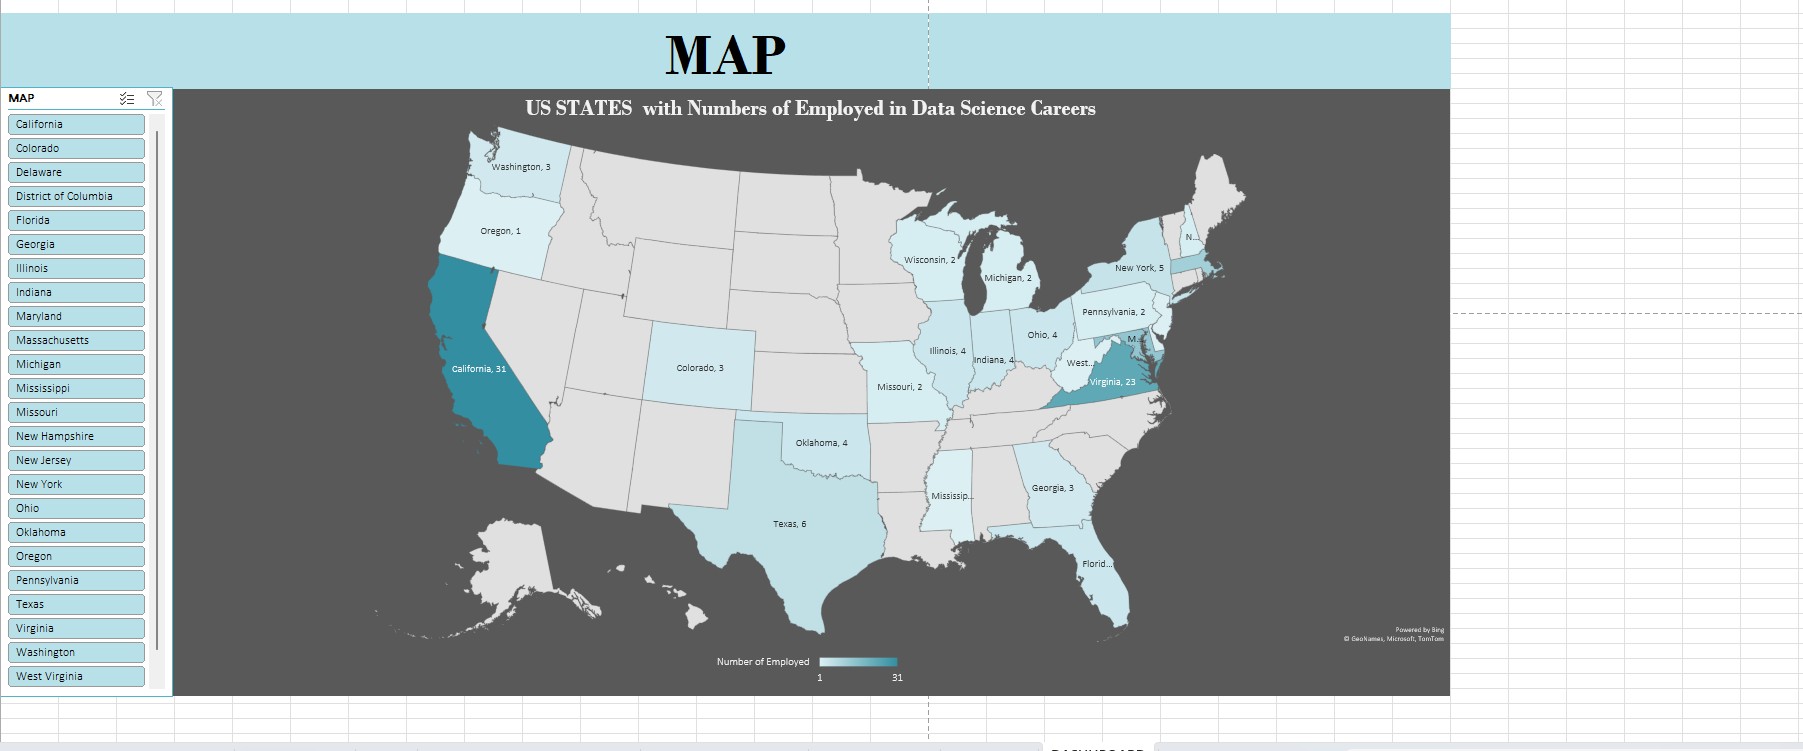 MAP
MAP
California
Colorado
Delaware
District of Columbia
Florida
Georgia
Illinois
Indiana
Maryland
Massachusetts
Michigan
Mississippi
Missouri
New Hampshire
New Jersey
New York
Ohio
Oklahoma
Oregon
Pennsylvania
Texas
Virginia
Washington
West Virginia
US STATES  with Numbers of Employed in Data Science Careers
Washington, 3
Oregon, 1
N...
Wisconsin, 2
New York, 5
Michigan, 2
Pennsylvania, 2
Ohio, 4
M...
Illinois, 4
Indiana, 4
West...
California, 31
Colorado, 3
Virginia, 23
Missouri, 2
Oklahoma, 4
Mississip...
Georgia, 3
Texas, 6
Florid...
Powered by Bing
© GeoNames, Microsoft, TomTom
Number of Employed
1 31